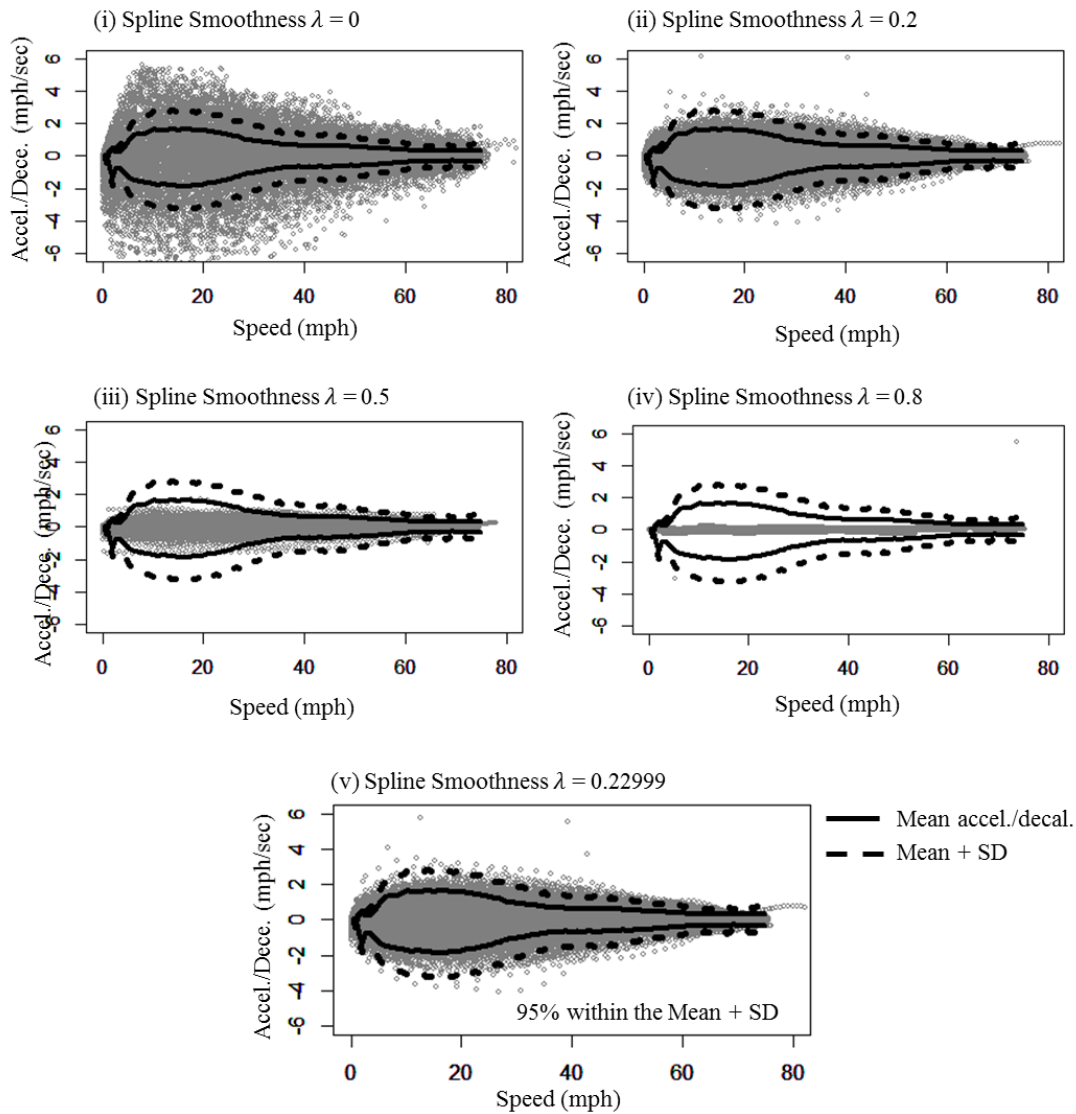 (i) Spline Smoothness λ = 0
Accel./Dece. (mph/sec)
6
4
2
0
-2
-4
-6
0 20 40 60 80
Speed (mph)
(ii) Spline Smoothness λ = 0.2
Accel./Dece. (mph/sec)
6
4
2
0
-2
-4
-6
0 20 40 60 80
Speed (mph)
(iii) Spline Smoothness λ = 0.5
Accel./Dece. (mph/sec)
6
4
2
0
-2
-4
-6
0 20 40 60 80
Speed (mph)
(iv) Spline Smoothness λ = 0.8
Accel./Dece. (mph/sec)
6
4
2
0
-2
-4
-6
0 20 40 60 80
Speed (mph)
(v) Spline Smoothness λ = 0.22999
Accel./Dece. (mph/sec)
6
4
2
0
-2
-4
-6
95% within the Mean + SD
0 20 40 60 80
Speed (mph)
Mean accel./decal.
Mean + SD